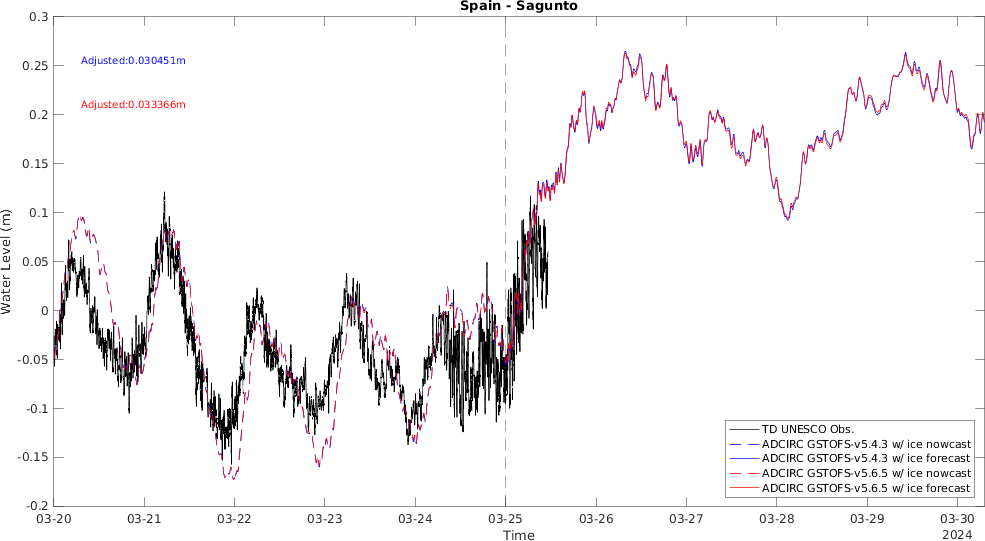 Spain - Sagunto
0.3
0.25
0.2
0.15
0.1
0.05
0
-0.05
-0.1
-0.15
-0.2
Water Level (m)
Adjusted:0.030451m
Adjusted:0.033366m
TD UNESCO Obs.
ADCIRC GSTOFS-v5.4.3 w/ ice nowcast
ADCIRC GSTOFS-v5.4.3 w/ ice forecast
ADCIRC GSTOFS-v5.6.5 w/ ice nowcast
ADCIRC GSTOFS-v5.6.5 w/ ice forecast
03-20 03-21 03-22 03-23 03-24 03-25 03-26 03-27 03-28 03-29 03-30
Time
2024